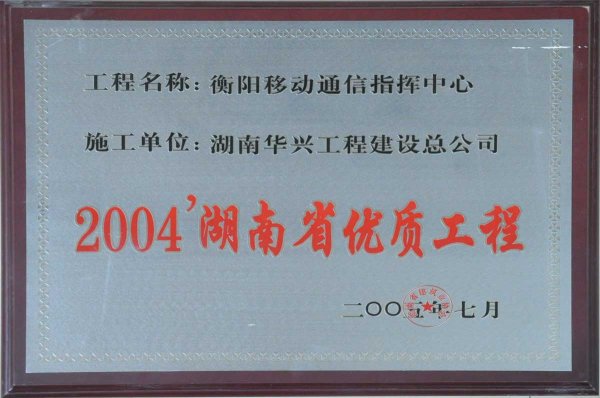 工程名称：衡阳移动通信指挥中心
施工单位：湖南华兴工程建设总公司
2004'湖南省优质工程
二〇〇五年七月